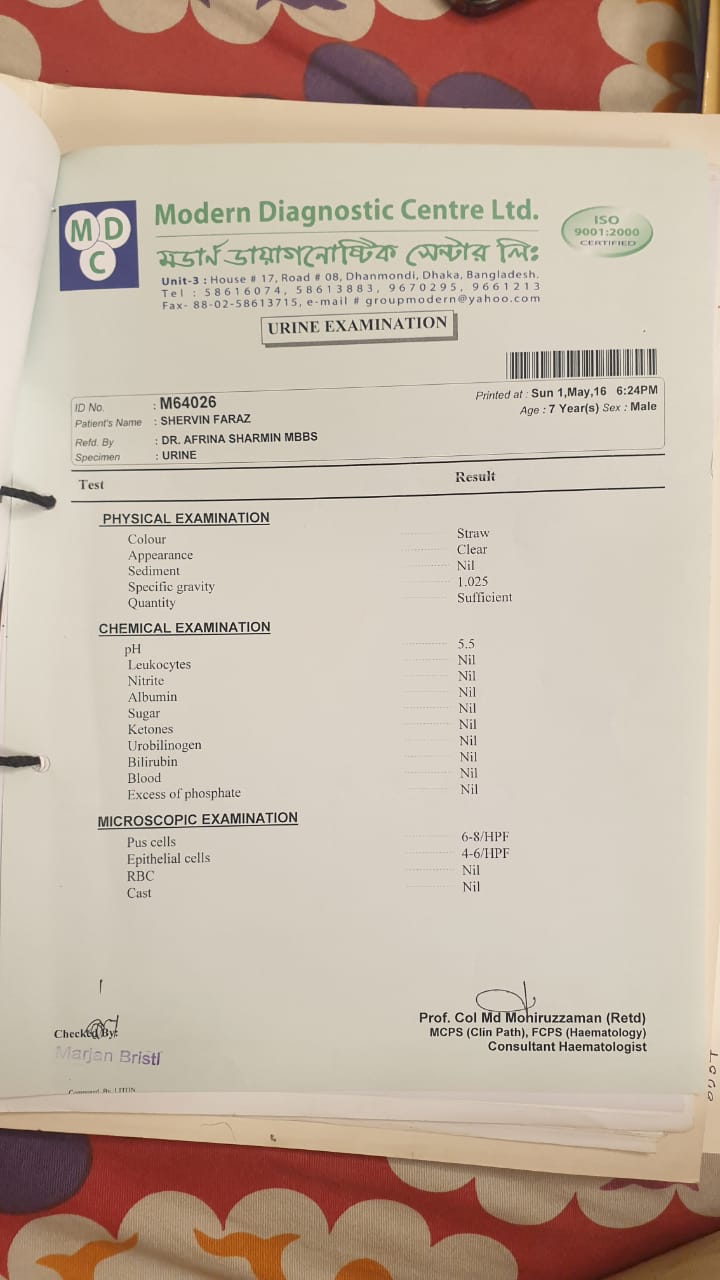 MDC
Modern Diagnostic Centre Ltd.
মডার্ন ডায়াগনোষ্টিক সেন্টার লিঃ
ISO
9001:2000
CERTIFIED
Unit-3 : House # 17, Road # 08, Dhanmondi, Dhaka, Bangladesh.
Tel : 58616074, 58613883, 9670295, 9661213
Fax- 88-02-58613715, e-mail # groupmodern@yahoo.com
URINE EXAMINATION
ID No. : M64026
Printed at : Sun 1,May,16 6:24PM
Patient's Name : SHERVIN FARAZ
Age : 7 Year(s) Sex : Male
Refd. By : DR. AFRINA SHARMIN MBBS
Specimen : URINE
Test Result
PHYSICAL EXAMINATION
Colour Straw
Appearance Clear
Sediment Nil
Specific gravity 1.025
Quantity Sufficient
CHEMICAL EXAMINATION
pH 5.5
Leukocytes Nil
Nitrite Nil
Albumin Nil
Sugar Nil
Ketones Nil
Urobilinogen Nil
Bilirubin Nil
Blood Nil
Excess of phosphate Nil
MICROSCOPIC EXAMINATION
Pus cells 6-8/HPF
Epithelial cells 4-6/HPF
RBC Nil
Cast Nil
Checked By:
Marjan Bristi
Prof. Col Md Mohiruzzaman (Retd)
MCPS (Clin Path), FCPS (Haematology)
Consultant Haematologist